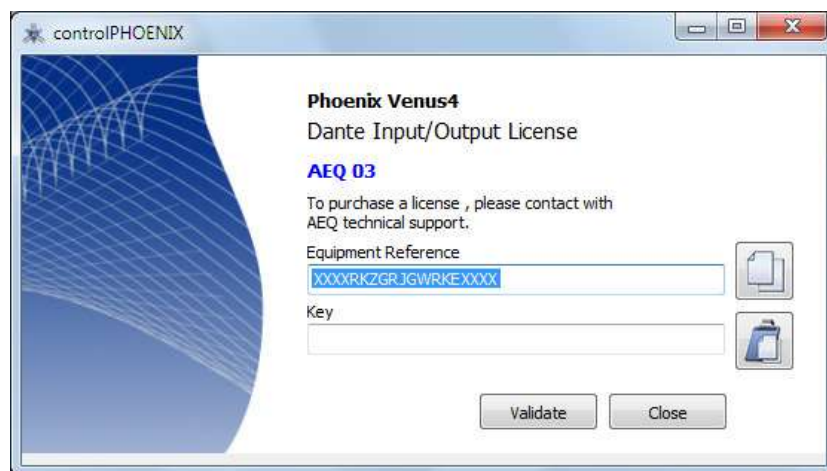 controlPHOENIX
Phoenix Venus4
Dante Input/Output License
AEQ 03
To purchase a license , please contact with
AEQ technical support.
Equipment Reference
XXXXRKZGRJGWRKEXXXX
Key
Validate Close